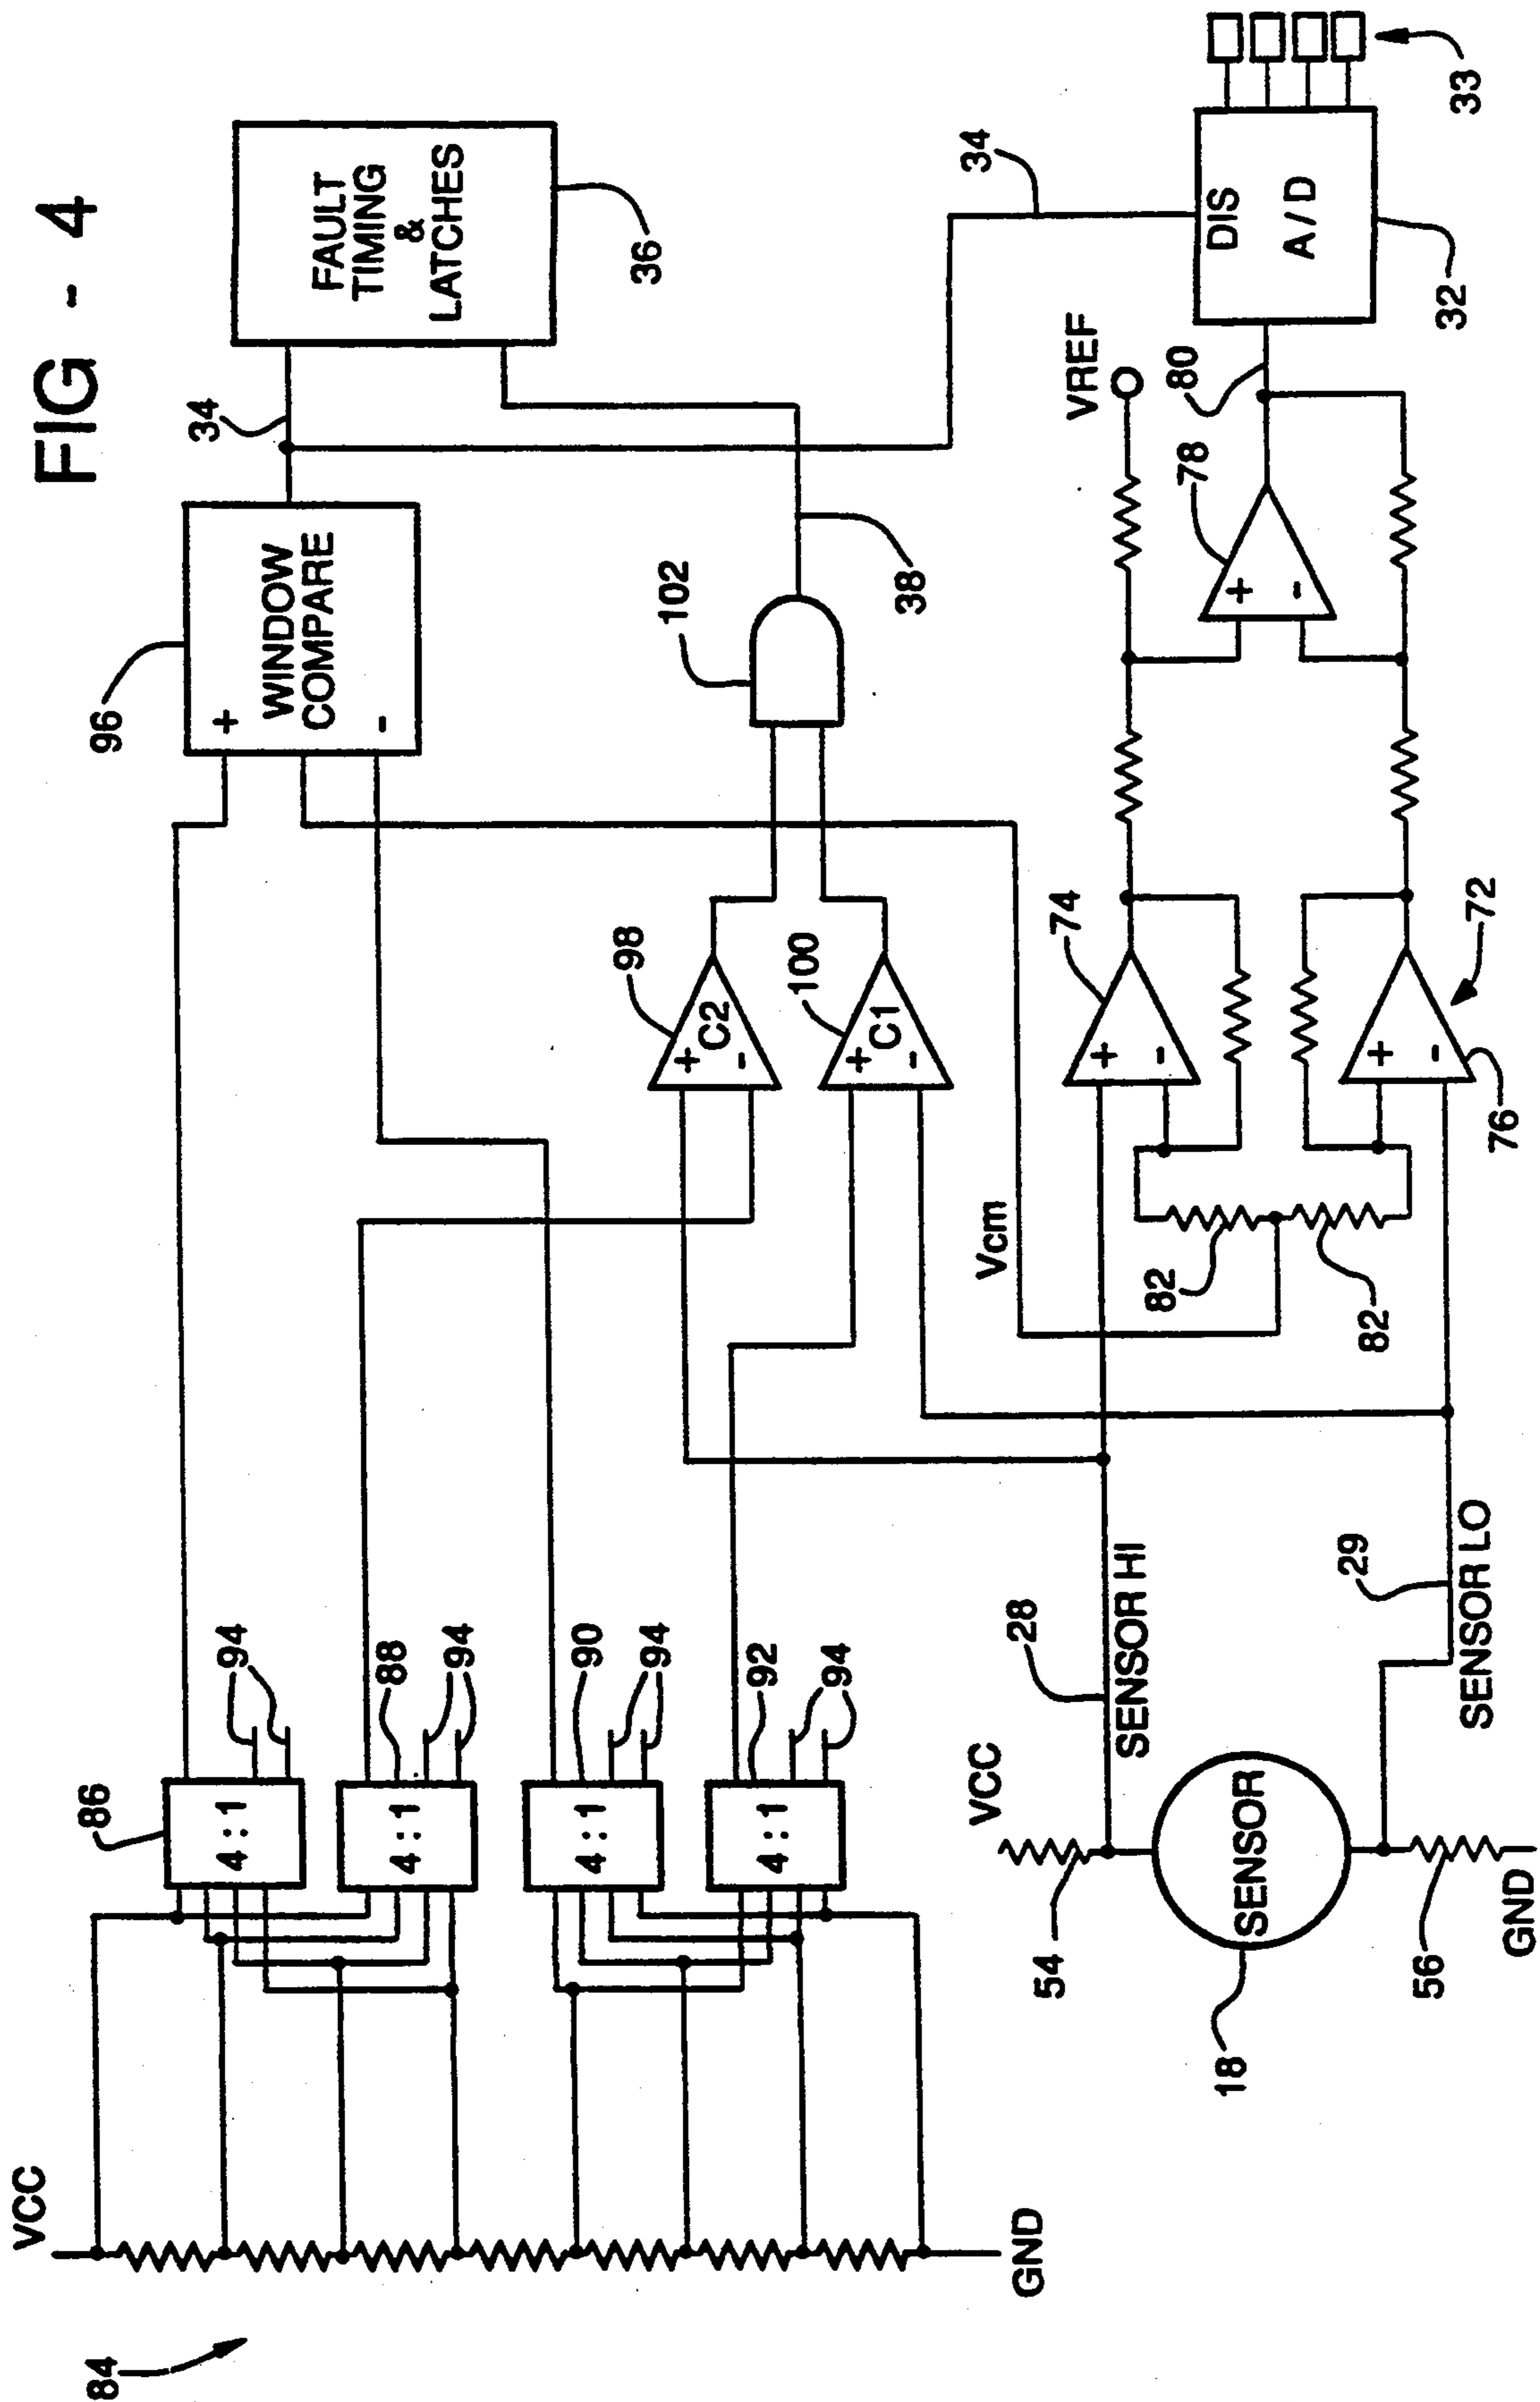 FIG - 4
84
VCC
GND
86
4 : 1
94
88
4 : 1
94
90
4 : 1
94
92
4 : 1
94
96
+
WINDOW
COMPARE
-
34
FAULT
TIMING
&
LATCHES
36
98
+
C2
-
100
+
C1
-
102
38
34
Vcm
VCC
54
28
SENSOR HI
18
SENSOR
29
SENSOR LO
56
GND
82
82
74
+
-
72
+
-
76
VREF
78
+
-
80
DIS
A/D
32
33